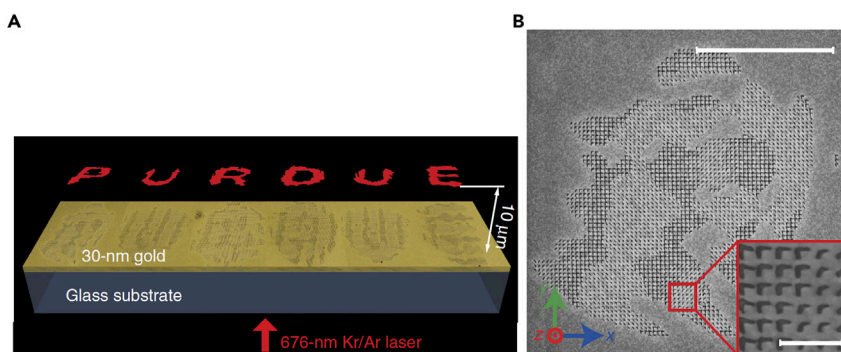 A
B
PURDUE
10 μm
30-nm gold
Glass substrate
676-nm Kr/Ar laser
y
z
x